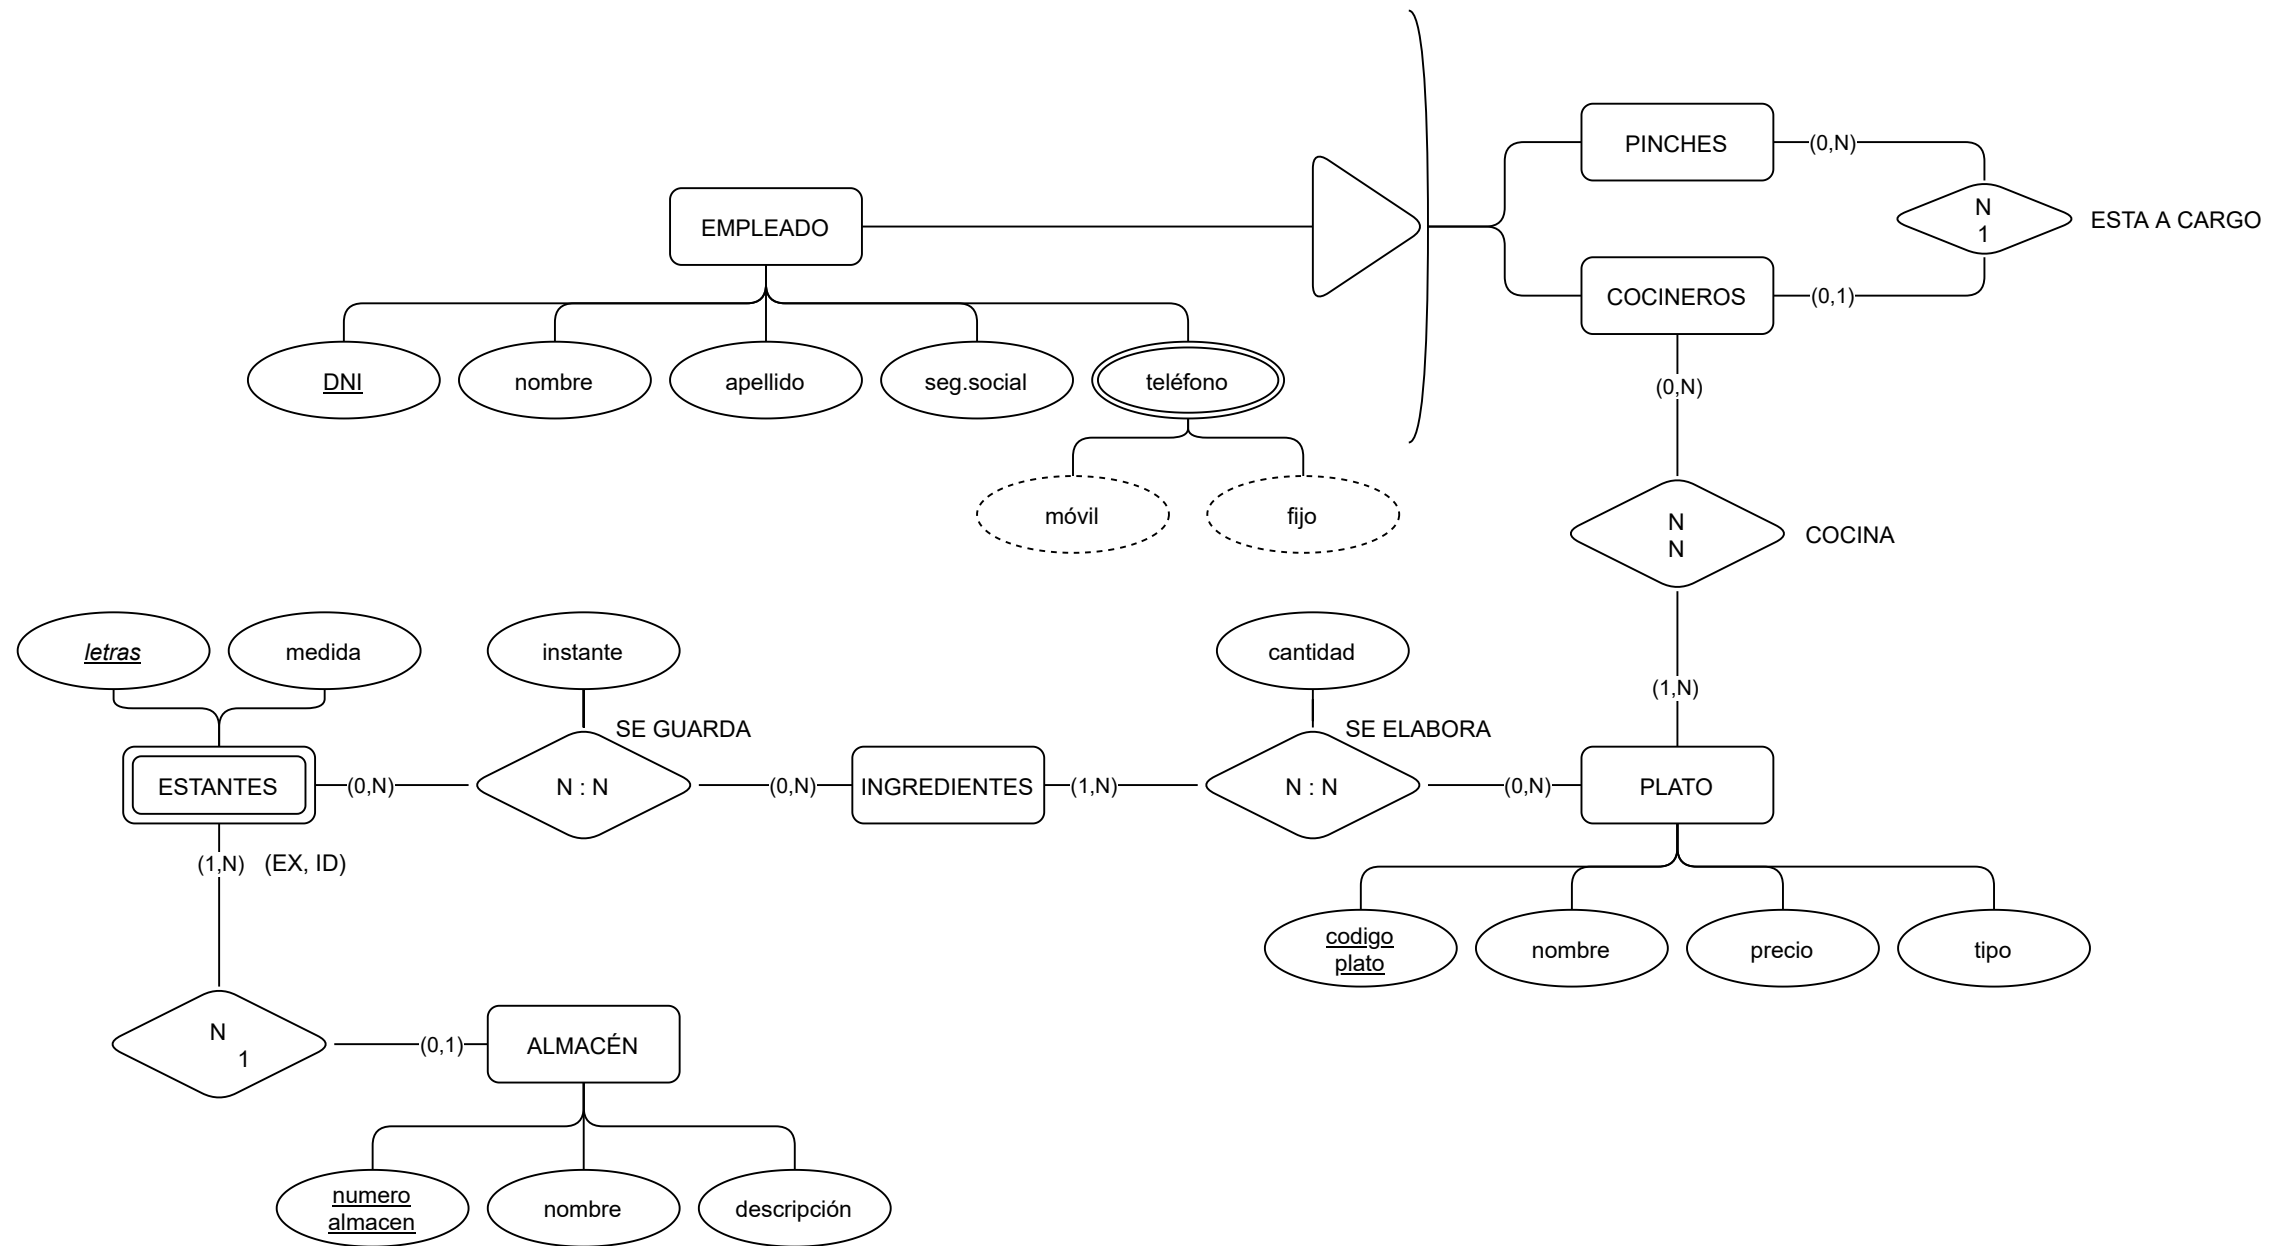 PINCHES
(0,N)
EMPLEADO
N
1
ESTA A CARGO
COCINEROS
(0,1)
DNI
nombre
apellido
seg.social
teléfono
(0,N)
móvil
fijo
N
N
COCINA
letras
medida
instante
cantidad
(1,N)
SE GUARDA
SE ELABORA
ESTANTES
(0,N)
N : N
(0,N)
INGREDIENTES
(1,N)
N : N
(0,N)
PLATO
(1,N)
(EX, ID)
codigo
plato
nombre
precio
tipo
N
1
(0,1)
ALMACÉN
numero
almacen
nombre
descripción